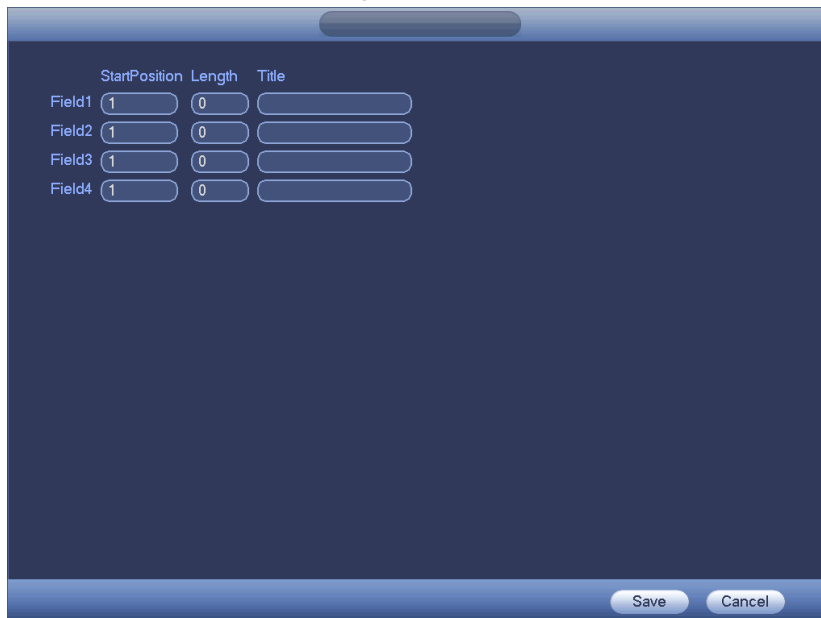 StartPosition Length Title
Field1 1 0
Field2 1 0
Field3 1 0
Field4 1 0
Save Cancel